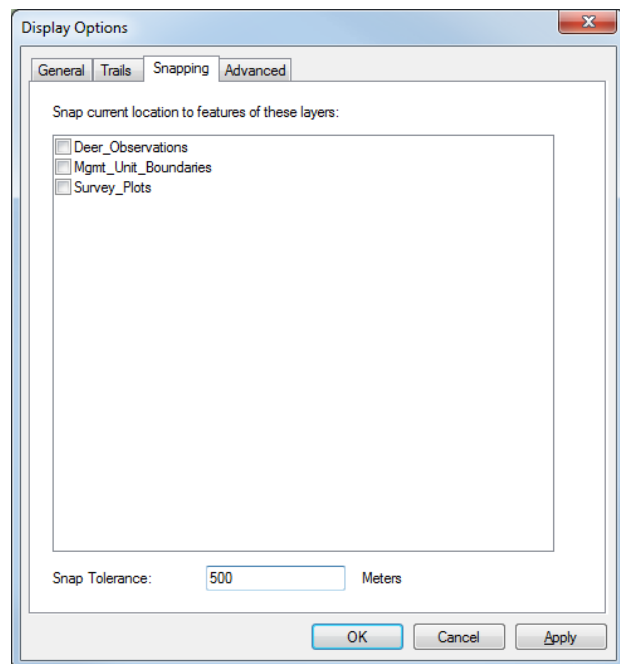 Display Options
General Trails Snapping Advanced
Snap current location to features of these layers:
Deer_Observations
Mgmt_Unit_Boundaries
Survey_Plots
Snap Tolerance: 500 Meters
OK Cancel Apply